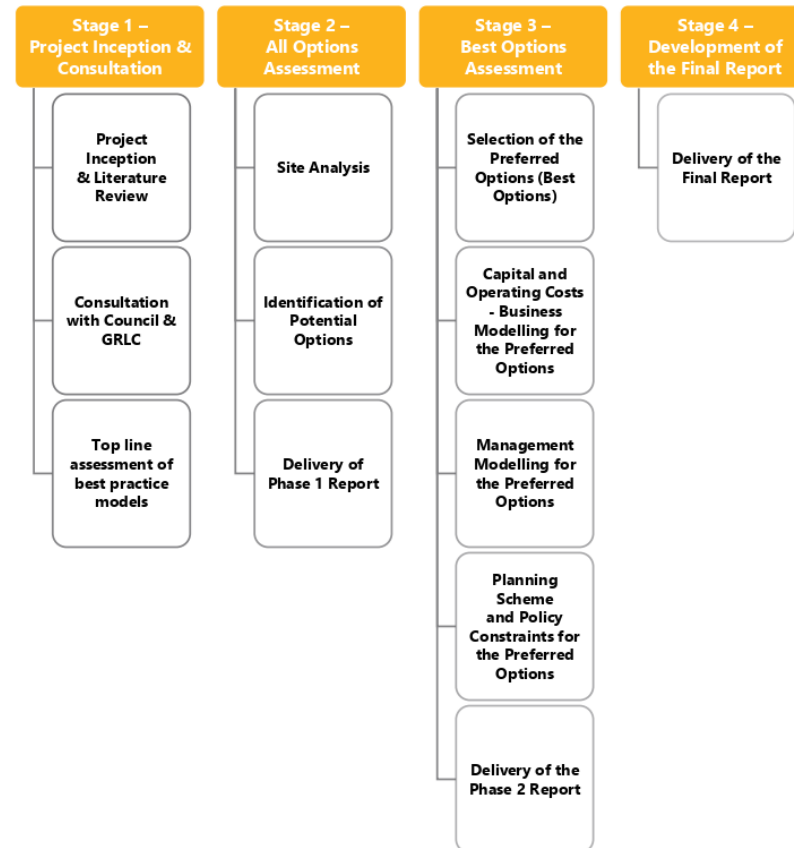 Stage 1 –
Project Inception &
Consultation
Project
Inception
& Literature
Review
Consultation
with Council &
GRLC
Top line
assessment of
best practice
models
Stage 2 –
All Options
Assessment
Site Analysis
Identification of
Potential
Options
Delivery of
Phase 1 Report
Stage 3 –
Best Options
Assessment
Selection of the
Preferred
Options (Best
Options)
Capital and
Operating Costs
- Business
Modelling for
the Preferred
Options
Management
Modelling for
the Preferred
Options
Planning
Scheme
and Policy
Constraints for
the Preferred
Options
Delivery of the
Phase 2 Report
Stage 4 –
Development of
the Final Report
Delivery of the
Final Report